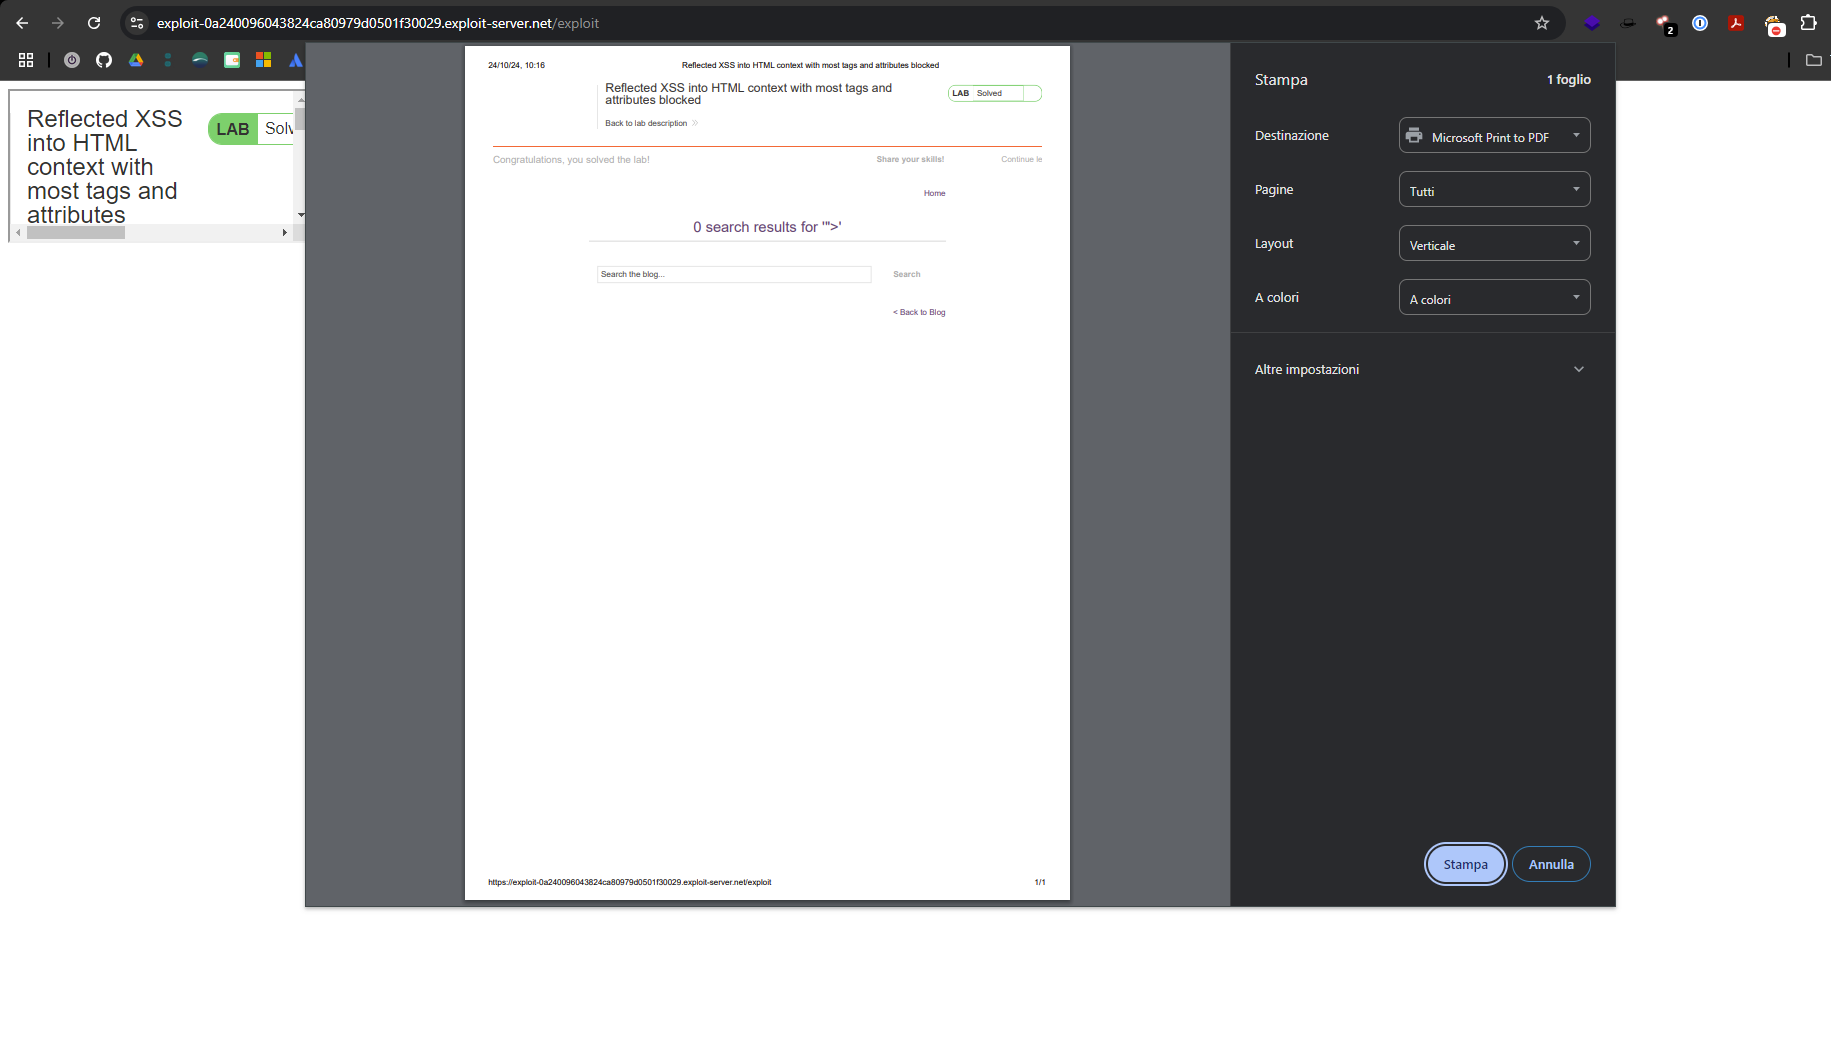 exploit-0a240096043824ca80979d0501f30029.exploit-server.net/exploit
2
Reflected XSS
into HTML
context with
most tags and
attributes
LAB Solv
24/10/24, 10:16 Reflected XSS into HTML context with most tags and attributes blocked
Reflected XSS into HTML context with most tags and
attributes blocked
LAB Solved
Back to lab description
Congratulations, you solved the lab! Share your skills! Continue le
Home
0 search results for '">'
Search the blog... Search
< Back to Blog
https://exploit-0a240096043824ca80979d0501f30029.exploit-server.net/exploit 1/1
Stampa 1 foglio
Destinazione Microsoft Print to PDF
Pagine Tutti
Layout Verticale
A colori A colori
Altre impostazioni
Stampa Annulla